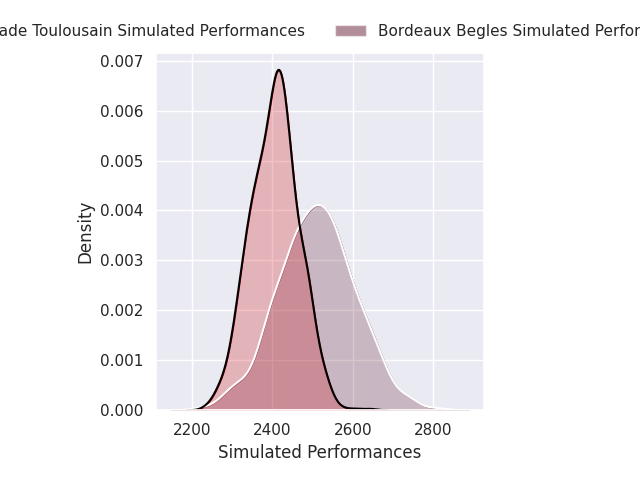 ade Toulousain Simulated Performances Bordeaux Begles Simulated Perfor
0.007
0.006
0.005
0.004
0.003
0.002
0.001
0.000
Density
2200 2400 2600 2800
Simulated Performances